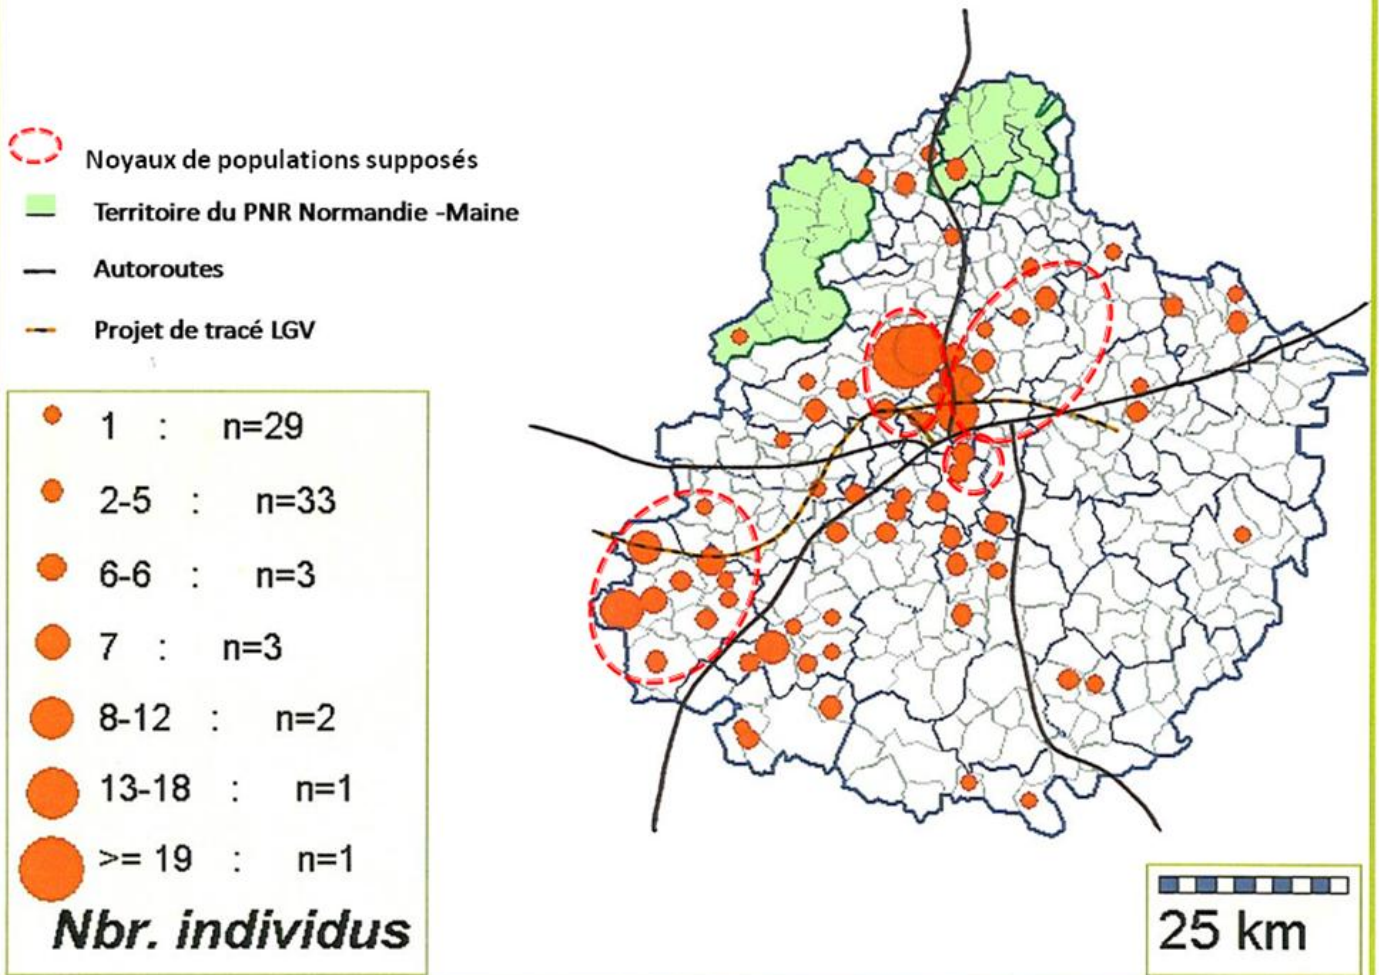 Noyaux de populations supposés
Territoire du PNR Normandie -Maine
Autoroutes
Projet de tracé LGV
1 : n=29
2-5 : n=33
6-6 : n=3
7 : n=3
8-12 : n=2
13-18 : n=1
>= 19 : n=1
Nbr. individus
25 km